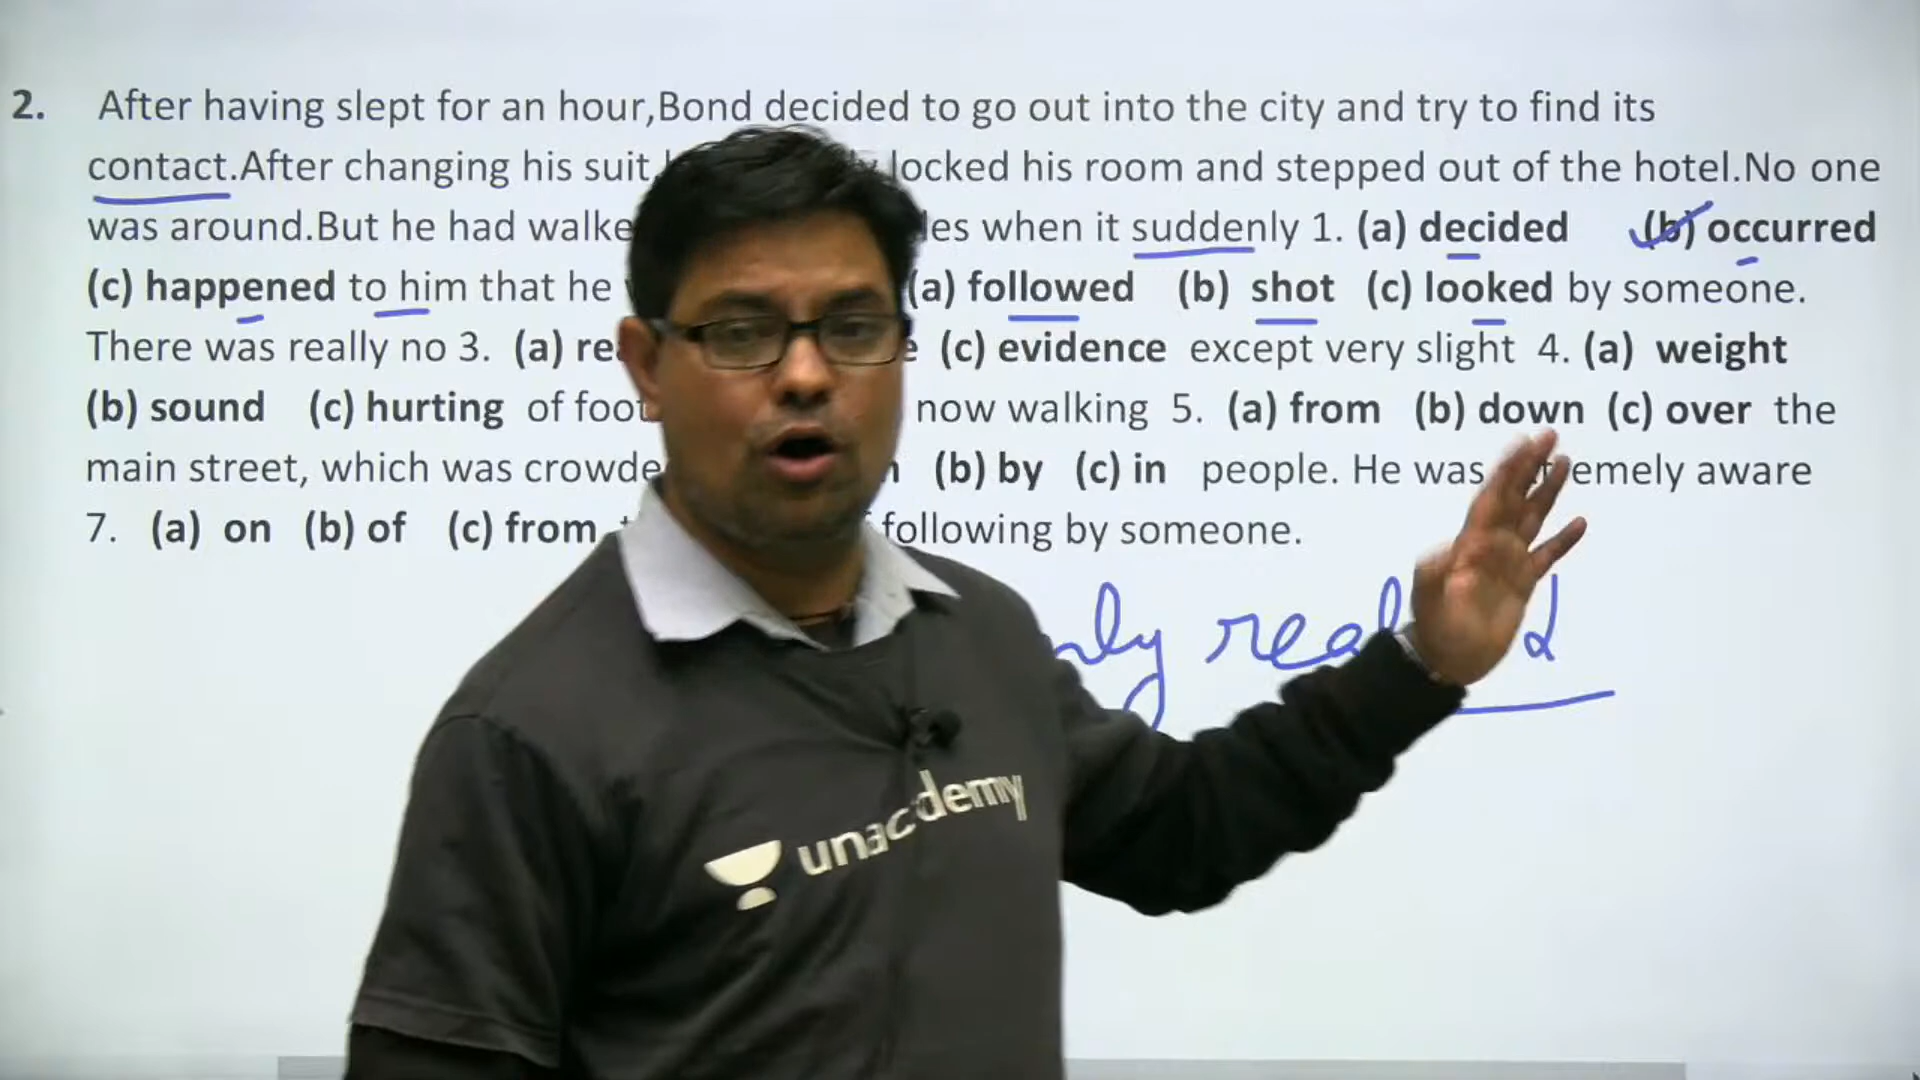 2. After having slept for an hour,Bond decided to go out into the city and try to find its
contact.After changing his suit locked his room and stepped out of the hotel.No one
was around.But he had walke when it suddenly 1. (a) decided (b) occurred
(c) happened to him that he (a) followed (b) shot (c) looked by someone.
There was really no 3. (a) (c) evidence except very slight 4. (a) weight
(b) sound (c) hurting of now walking 5. (a) from (b) down (c) over the
main street, which was (b) by (c) in people. He was aware
7. (a) on (b) of (c) from following by someone.
unacademy